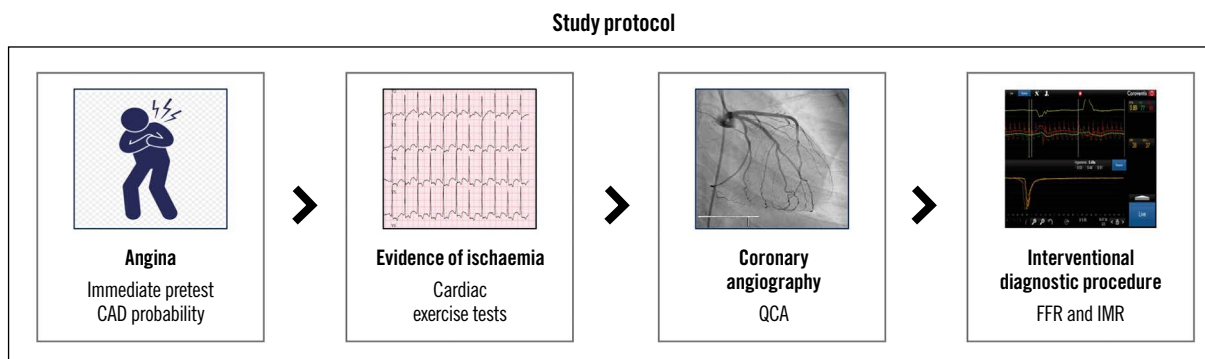 Study protocol
Angina
Immediate pretest
CAD probability
Evidence of ischaemia
Cardiac
exercise tests
Coronary
angiography
QCA
Interventional
diagnostic procedure
FFR and IMR
Live